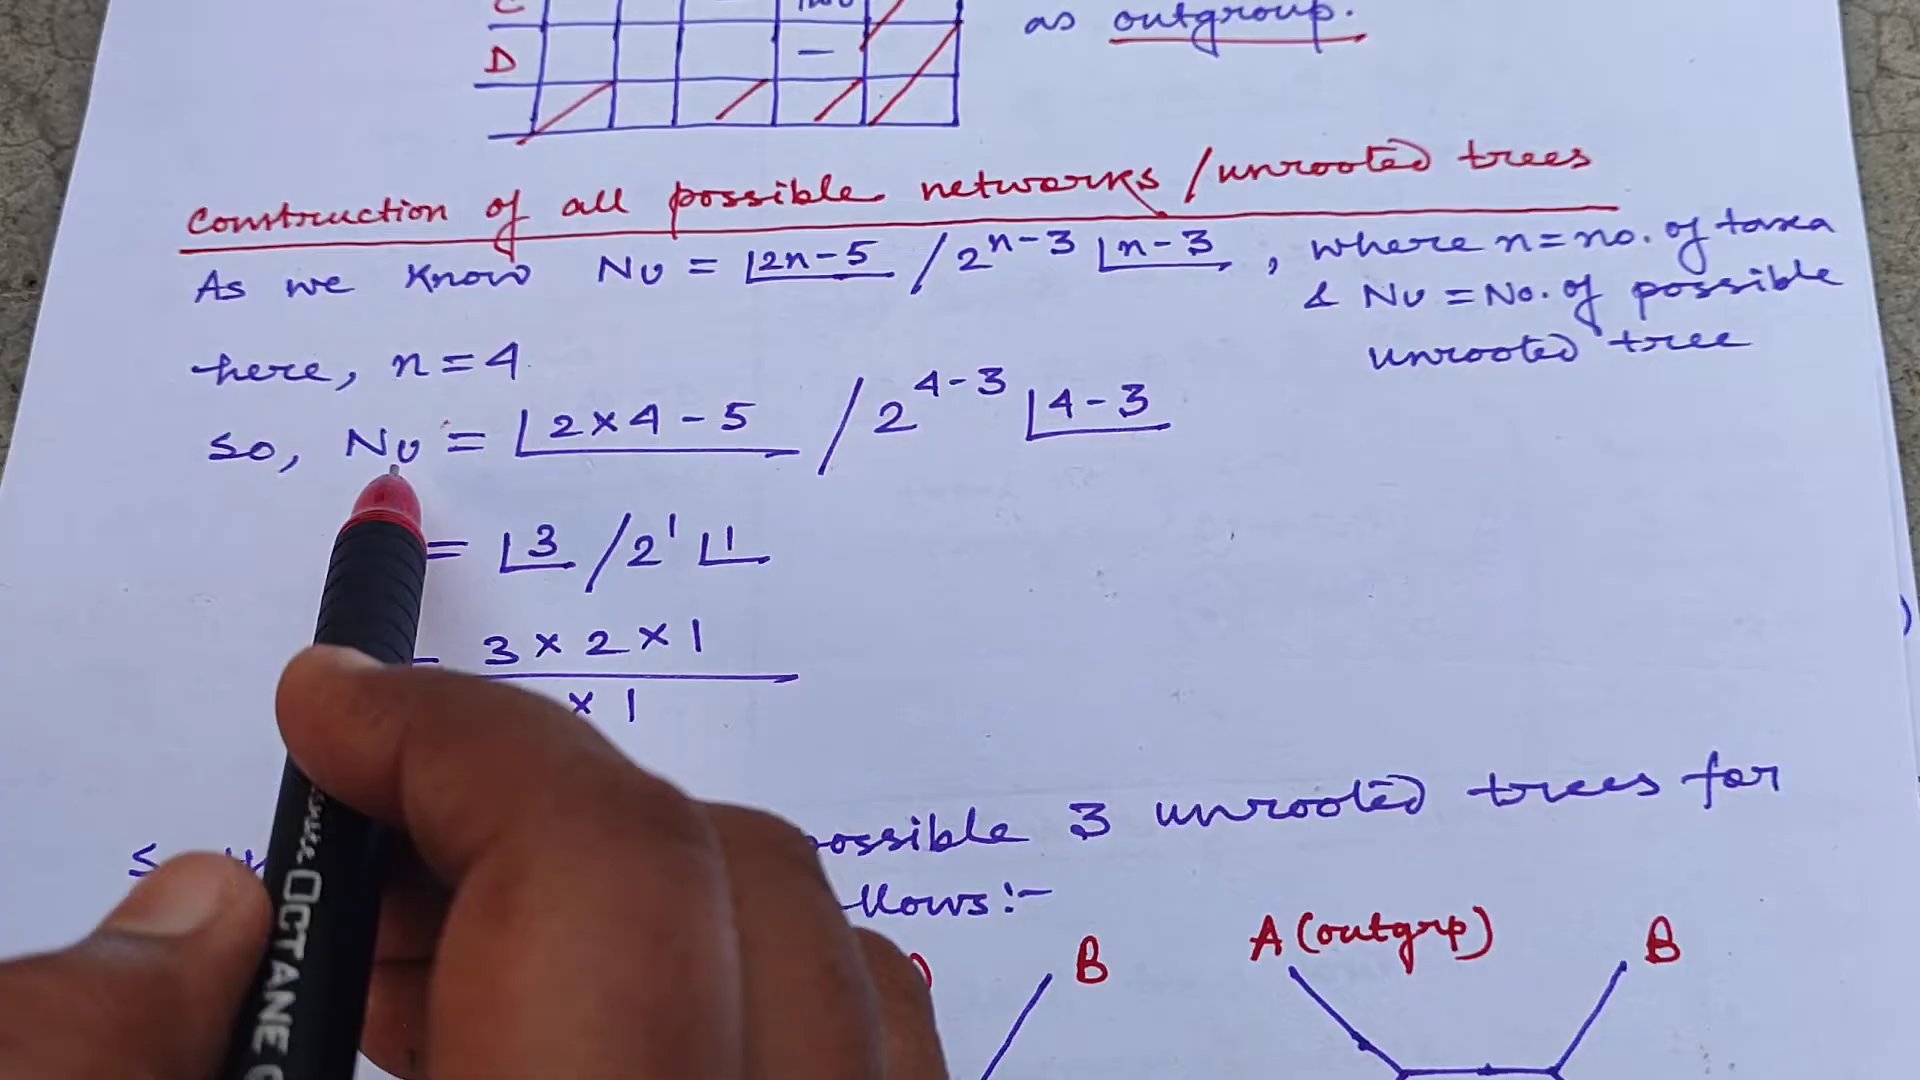 as outgroup.
D
—
Construction of all possible networks / unrooted trees
As we know Nu = ⌊2n-5 / 2^n-3 ⌊n-3 , where n = no. of taxa
& Nu = No. of possible
unrooted tree
here, n = 4
so, Nu = ⌊2×4-5 / 2^4-3 ⌊4-3
= ⌊3 / 2^1 ⌊1
= 3 × 2 × 1
× 1
possible 3 unrooted trees for
:-
B
A (outgrp)
B
OCTANE